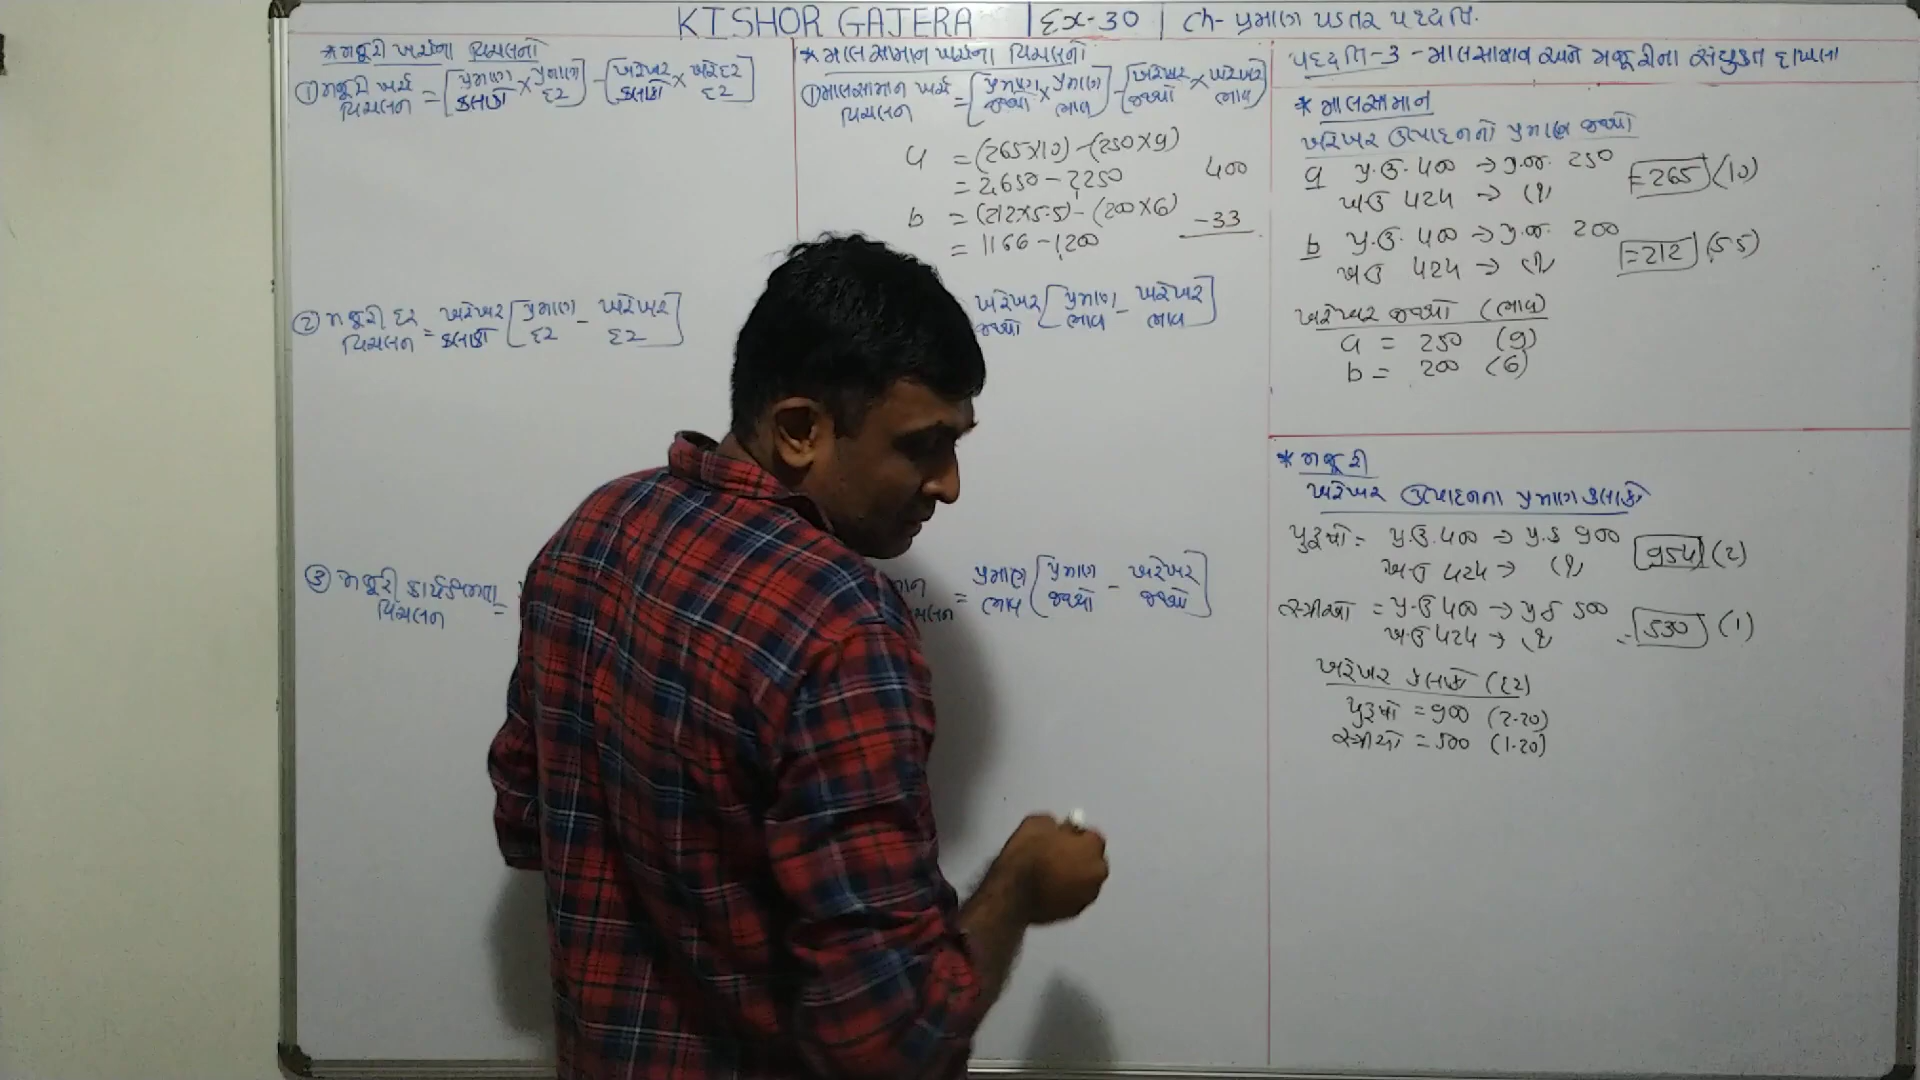 KISHOR GAJERA | Ex-30 | Ch- પ્રમાણ પડતર પધ્ધતિ.
* મજૂરી ખર્ચના વિચલનો
① મજૂરી ખર્ચ વિચલન = [પ્રમાણ કલાકો × પ્રમાણ દર] - [ખરેખર કલાકો × ખરે દર]
② મજૂરી દર વિચલન = ખરેખર કલાકો [પ્રમાણ દર - ખરેખર દર]
③ મજૂરી કાર્યક્ષમતા વિચલન =
* માલસામાન ખર્ચના વિચલનો
① માલસામાન ખર્ચ વિચલન = [પ્રમાણ જથ્થો × પ્રમાણ ભાવ] - [ખરેખર જથ્થો × ખરેખર ભાવ]
a = (265×10) - (250×9)
= 2650 - 2250 400
b = (212×5.5) - (200×6)
= 1166 - 1200 -33
ખરેખર જથ્થો [પ્રમાણ ભાવ - ખરેખર ભાવ]
= પ્રમાણ ભાવ [પ્રમાણ જથ્થો - ખરેખર જથ્થો]
પધ્ધતિ-3 - માલસામાન અને મજૂરીના સંયુક્ત દાખલા
* માલસામાન
ખરેખર ઉત્પાદનનો પ્રમાણ જથ્થો
a પ્ર.ઉ. 400 → પ્ર.જ. 250
ખ.ઉ 424 → (?) = 265 (10)
b પ્ર.ઉ. 400 → પ્ર.જ. 200
ખ.ઉ 424 → (?) = 212 (5.5)
ખરેખર જથ્થો (ભાવ)
a = 250 (9)
b = 200 (6)
* મજૂરી
ખરેખર ઉત્પાદનના પ્રમાણ કલાકો
પુરૂષો = પ્ર.ઉ. 400 → પ્ર.ક 900
ખ.ઉ 424 → (?) 954 (2)
સ્ત્રીઓ = પ્ર.ઉ 400 → પ્ર ક 500
ખ.ઉ 424 → (?) = 530 (1)
ખરેખર કલાકો (દર)
પુરૂષો = 900 (2.20)
સ્ત્રીઓ = 500 (1.20)